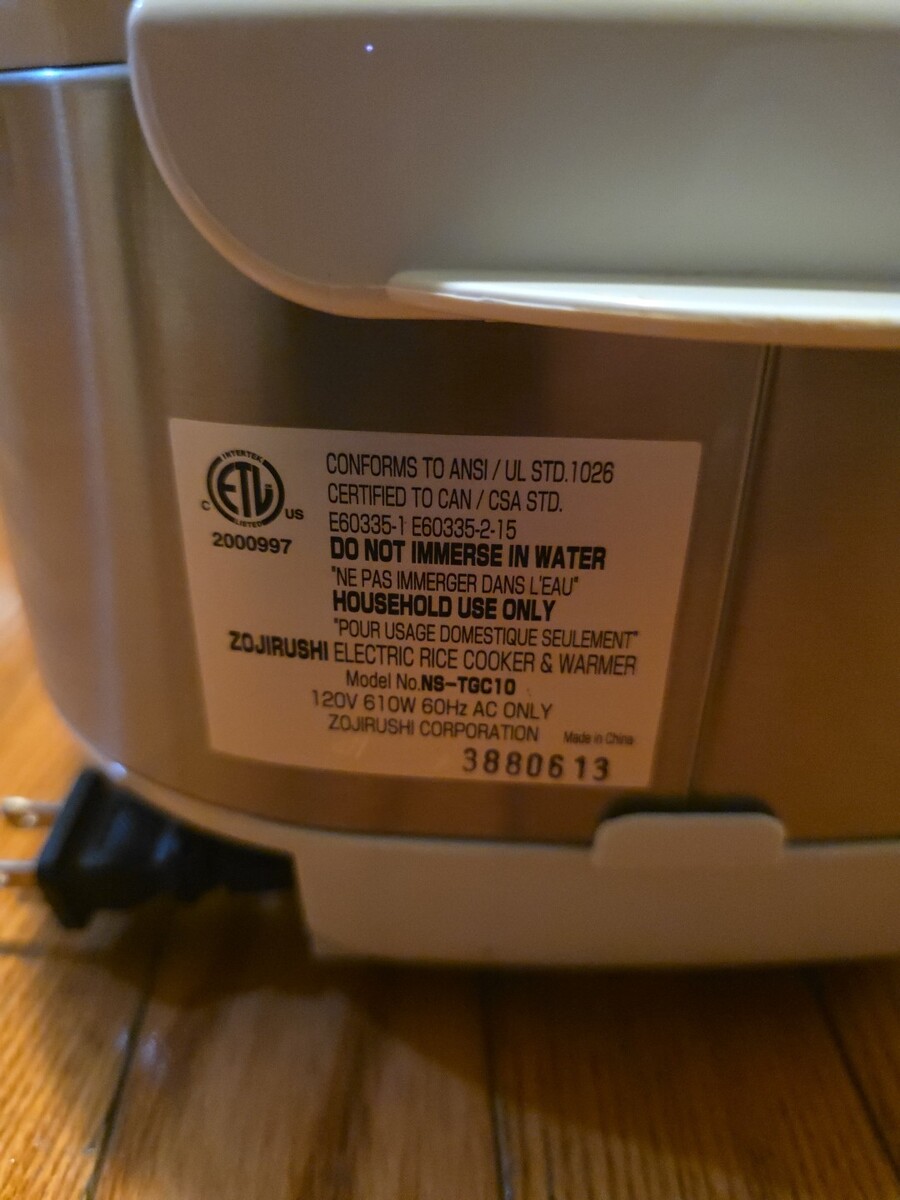 INTERTEK
ETL
C US
LISTED
2000997
CONFORMS TO ANSI / UL STD.1026
CERTIFIED TO CAN / CSA STD.
E60335-1 E60335-2-15
DO NOT IMMERSE IN WATER
"NE PAS IMMERGER DANS L'EAU"
HOUSEHOLD USE ONLY
"POUR USAGE DOMESTIQUE SEULEMENT"
ZOJIRUSHI ELECTRIC RICE COOKER & WARMER
Model No.NS-TGC10
120V 610W 60Hz AC ONLY
ZOJIRUSHI CORPORATION Made in China
3880613